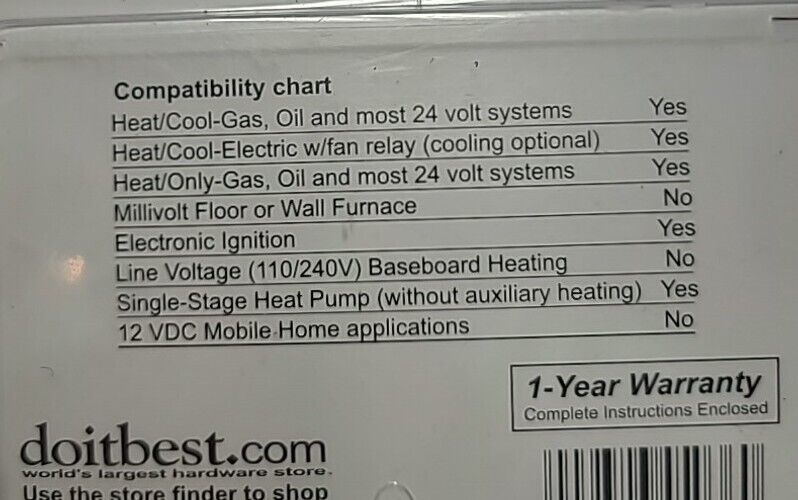 Compatibility chart
Heat/Cool-Gas, Oil and most 24 volt systems Yes
Heat/Cool-Electric w/fan relay (cooling optional) Yes
Heat/Only-Gas, Oil and most 24 volt systems Yes
Millivolt Floor or Wall Furnace No
Electronic Ignition Yes
Line Voltage (110/240V) Baseboard Heating No
Single-Stage Heat Pump (without auxiliary heating) Yes
12 VDC Mobile Home applications No
1-Year Warranty
Complete Instructions Enclosed
doitbest.com
world's largest hardware store.
Use the store finder to shop